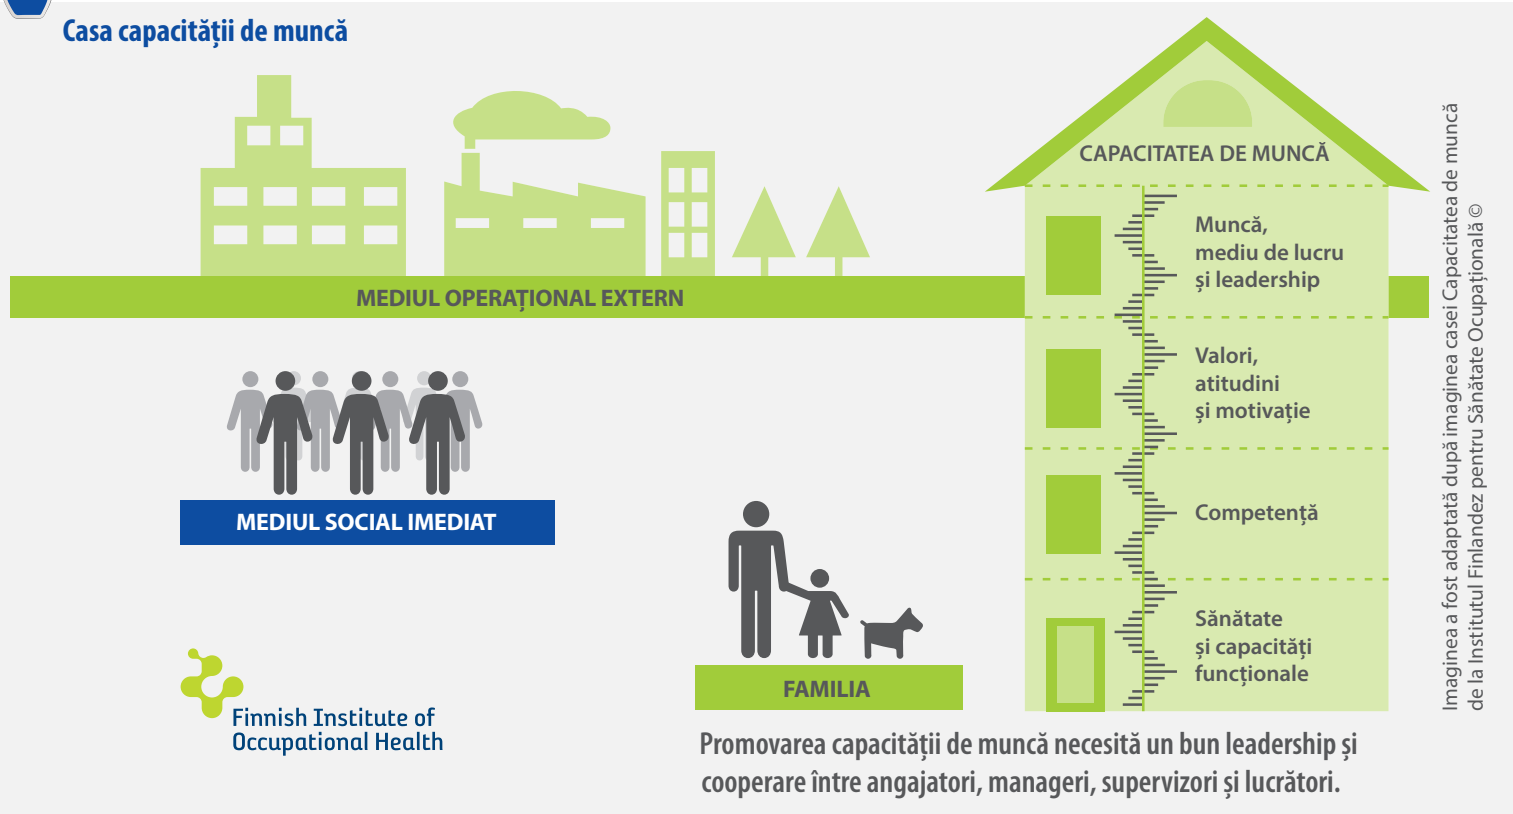 Casa capacității de muncă
CAPACITATEA DE MUNCĂ
Muncă,
mediu de lucru
și leadership
MEDIUL OPERAȚIONAL EXTERN
Valori,
atitudini
și motivație
MEDIUL SOCIAL IMEDIAT
Competență
Sănătate
și capacități
funcționale
FAMILIA
Finnish Institute of
Occupational Health
Promovarea capacității de muncă necesită un bun leadership și
cooperare între angajatori, manageri, supervizori și lucrători.
Imaginea a fost adaptată după imaginea casei Capacitatea de muncă
de la Institutul Finlandez pentru Sănătate Ocupațională ©